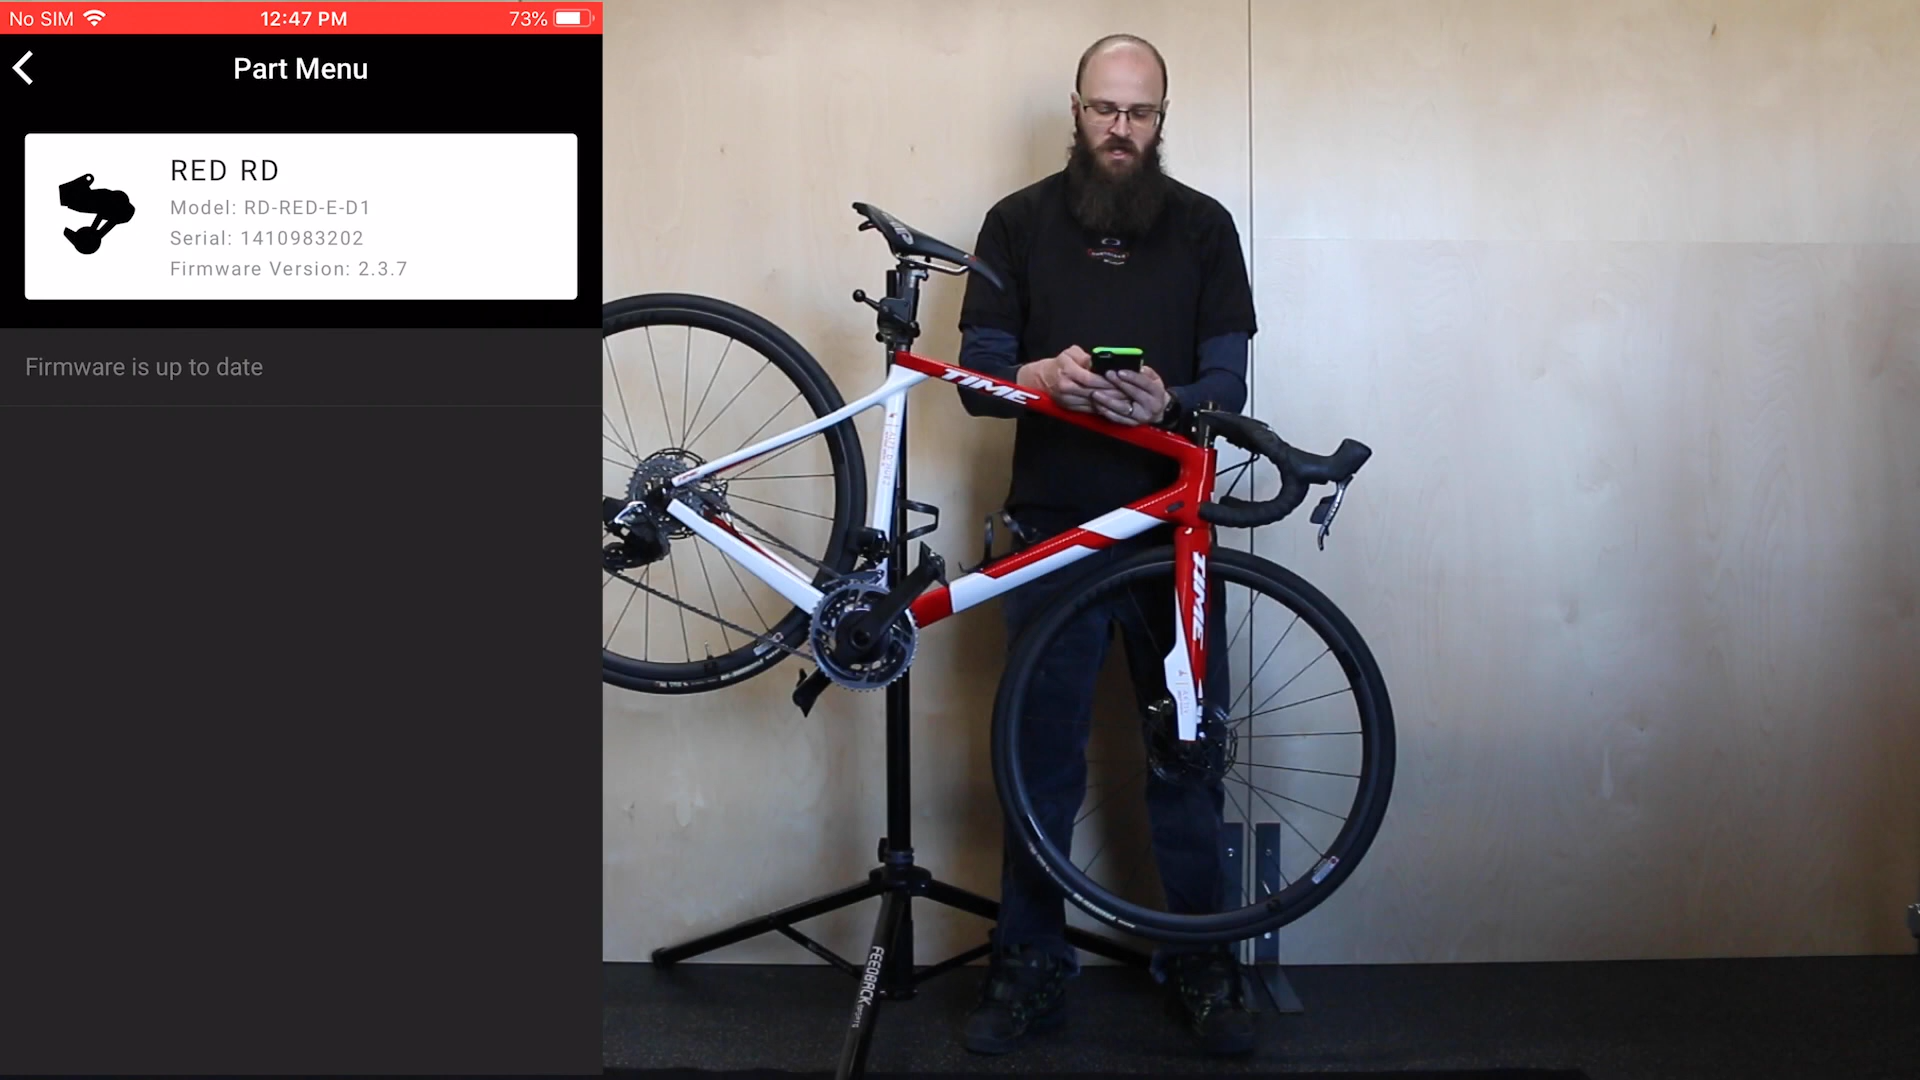 No SIM 12:47 PM 73%
Part Menu
RED RD
Model: RD-RED-E-D1
Serial: 1410983202
Firmware Version: 2.3.7
Firmware is up to date
TIME
TIME
FEEDBACK
SPORTS